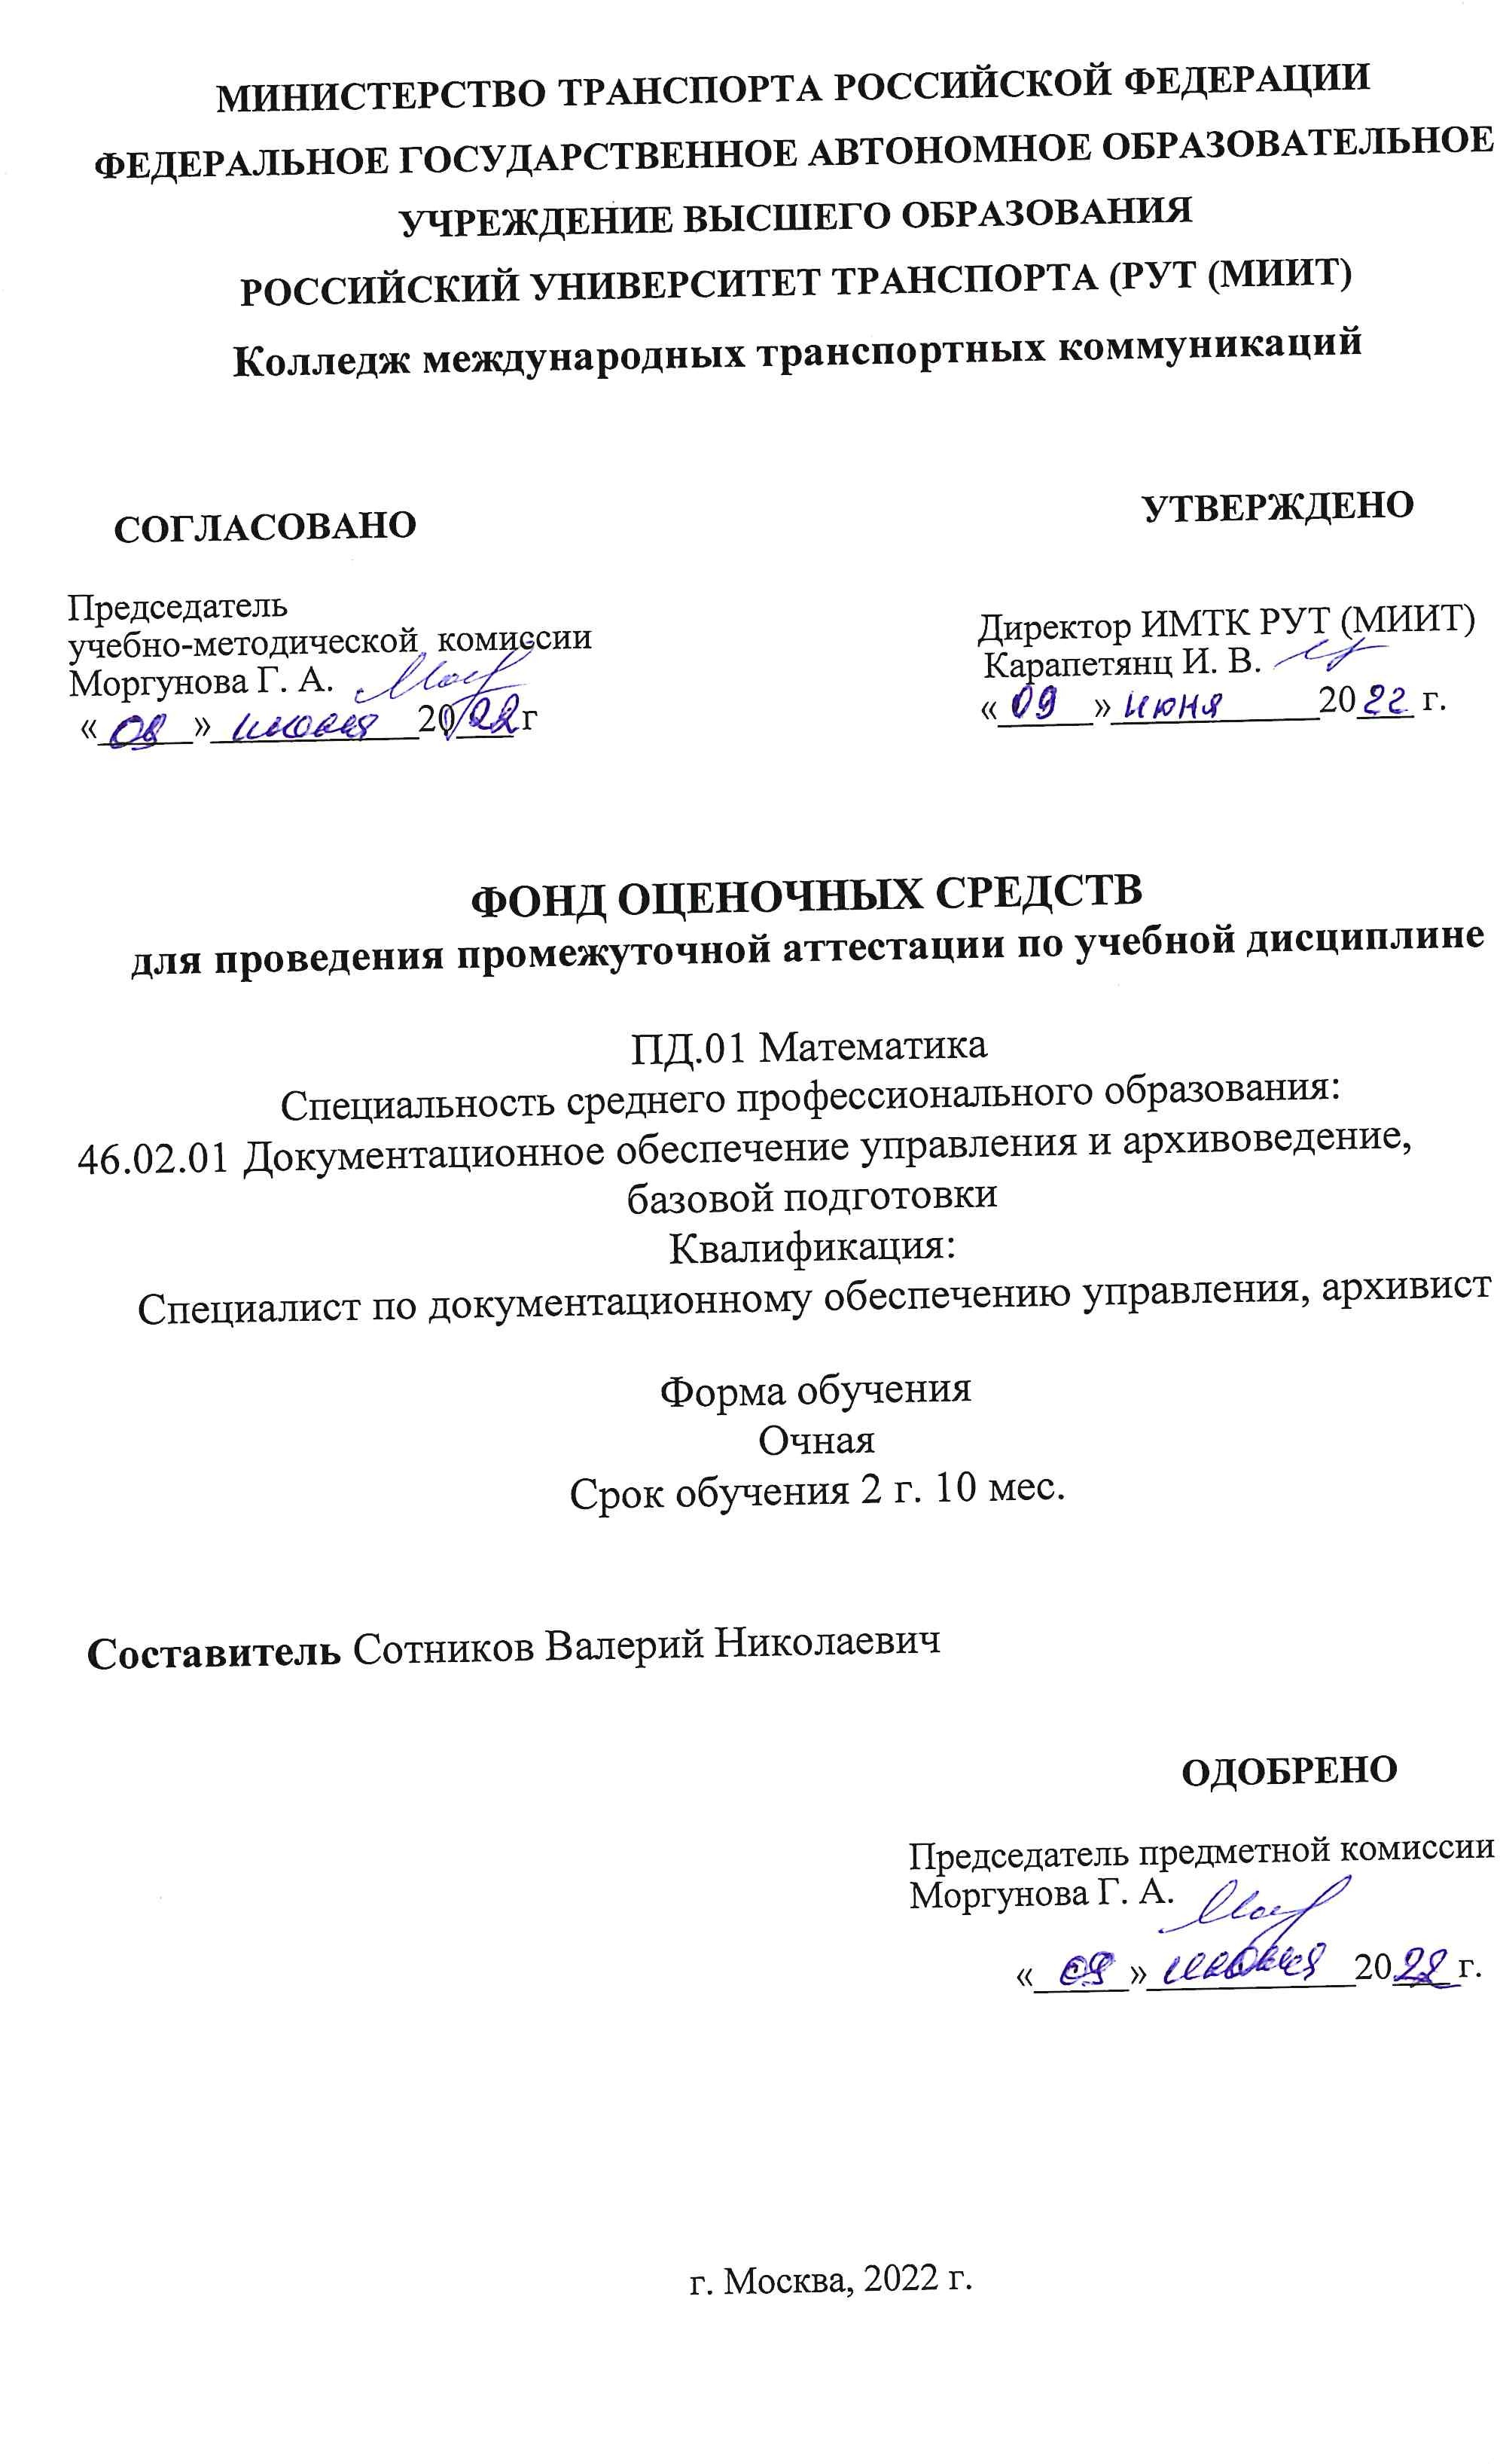 МИНИСТЕРСТВО ТРАНСПОРТА РОССИЙСКОЙ ФЕДЕРАЦИИ
ФЕДЕРАЛЬНОЕ ГОСУДАРСТВЕННОЕ АВТОНОМНОЕ ОБРАЗОВАТЕЛЬНОЕ
УЧРЕЖДЕНИЕ ВЫСШЕГО ОБРАЗОВАНИЯ
РОССИЙСКИЙ УНИВЕРСИТЕТ ТРАНСПОРТА (РУТ (МИИТ)
Колледж международных транспортных коммуникаций
СОГЛАСОВАНО
Председатель
учебно-методической комиссии
Моргунова Г. А.
«09» июня 2022 г
УТВЕРЖДЕНО
Директор ИМТК РУТ (МИИТ)
Карапетянц И. В.
«09» июня 2022 г.
ФОНД ОЦЕНОЧНЫХ СРЕДСТВ
для проведения промежуточной аттестации по учебной дисциплине
ПД.01 Математика
Специальность среднего профессионального образования:
46.02.01 Документационное обеспечение управления и архивоведение,
базовой подготовки
Квалификация:
Специалист по документационному обеспечению управления, архивист
Форма обучения
Очная
Срок обучения 2 г. 10 мес.
Составитель Сотников Валерий Николаевич
ОДОБРЕНО
Председатель предметной комиссии
Моргунова Г. А.
«09» июня 2022 г.
г. Москва, 2022 г.